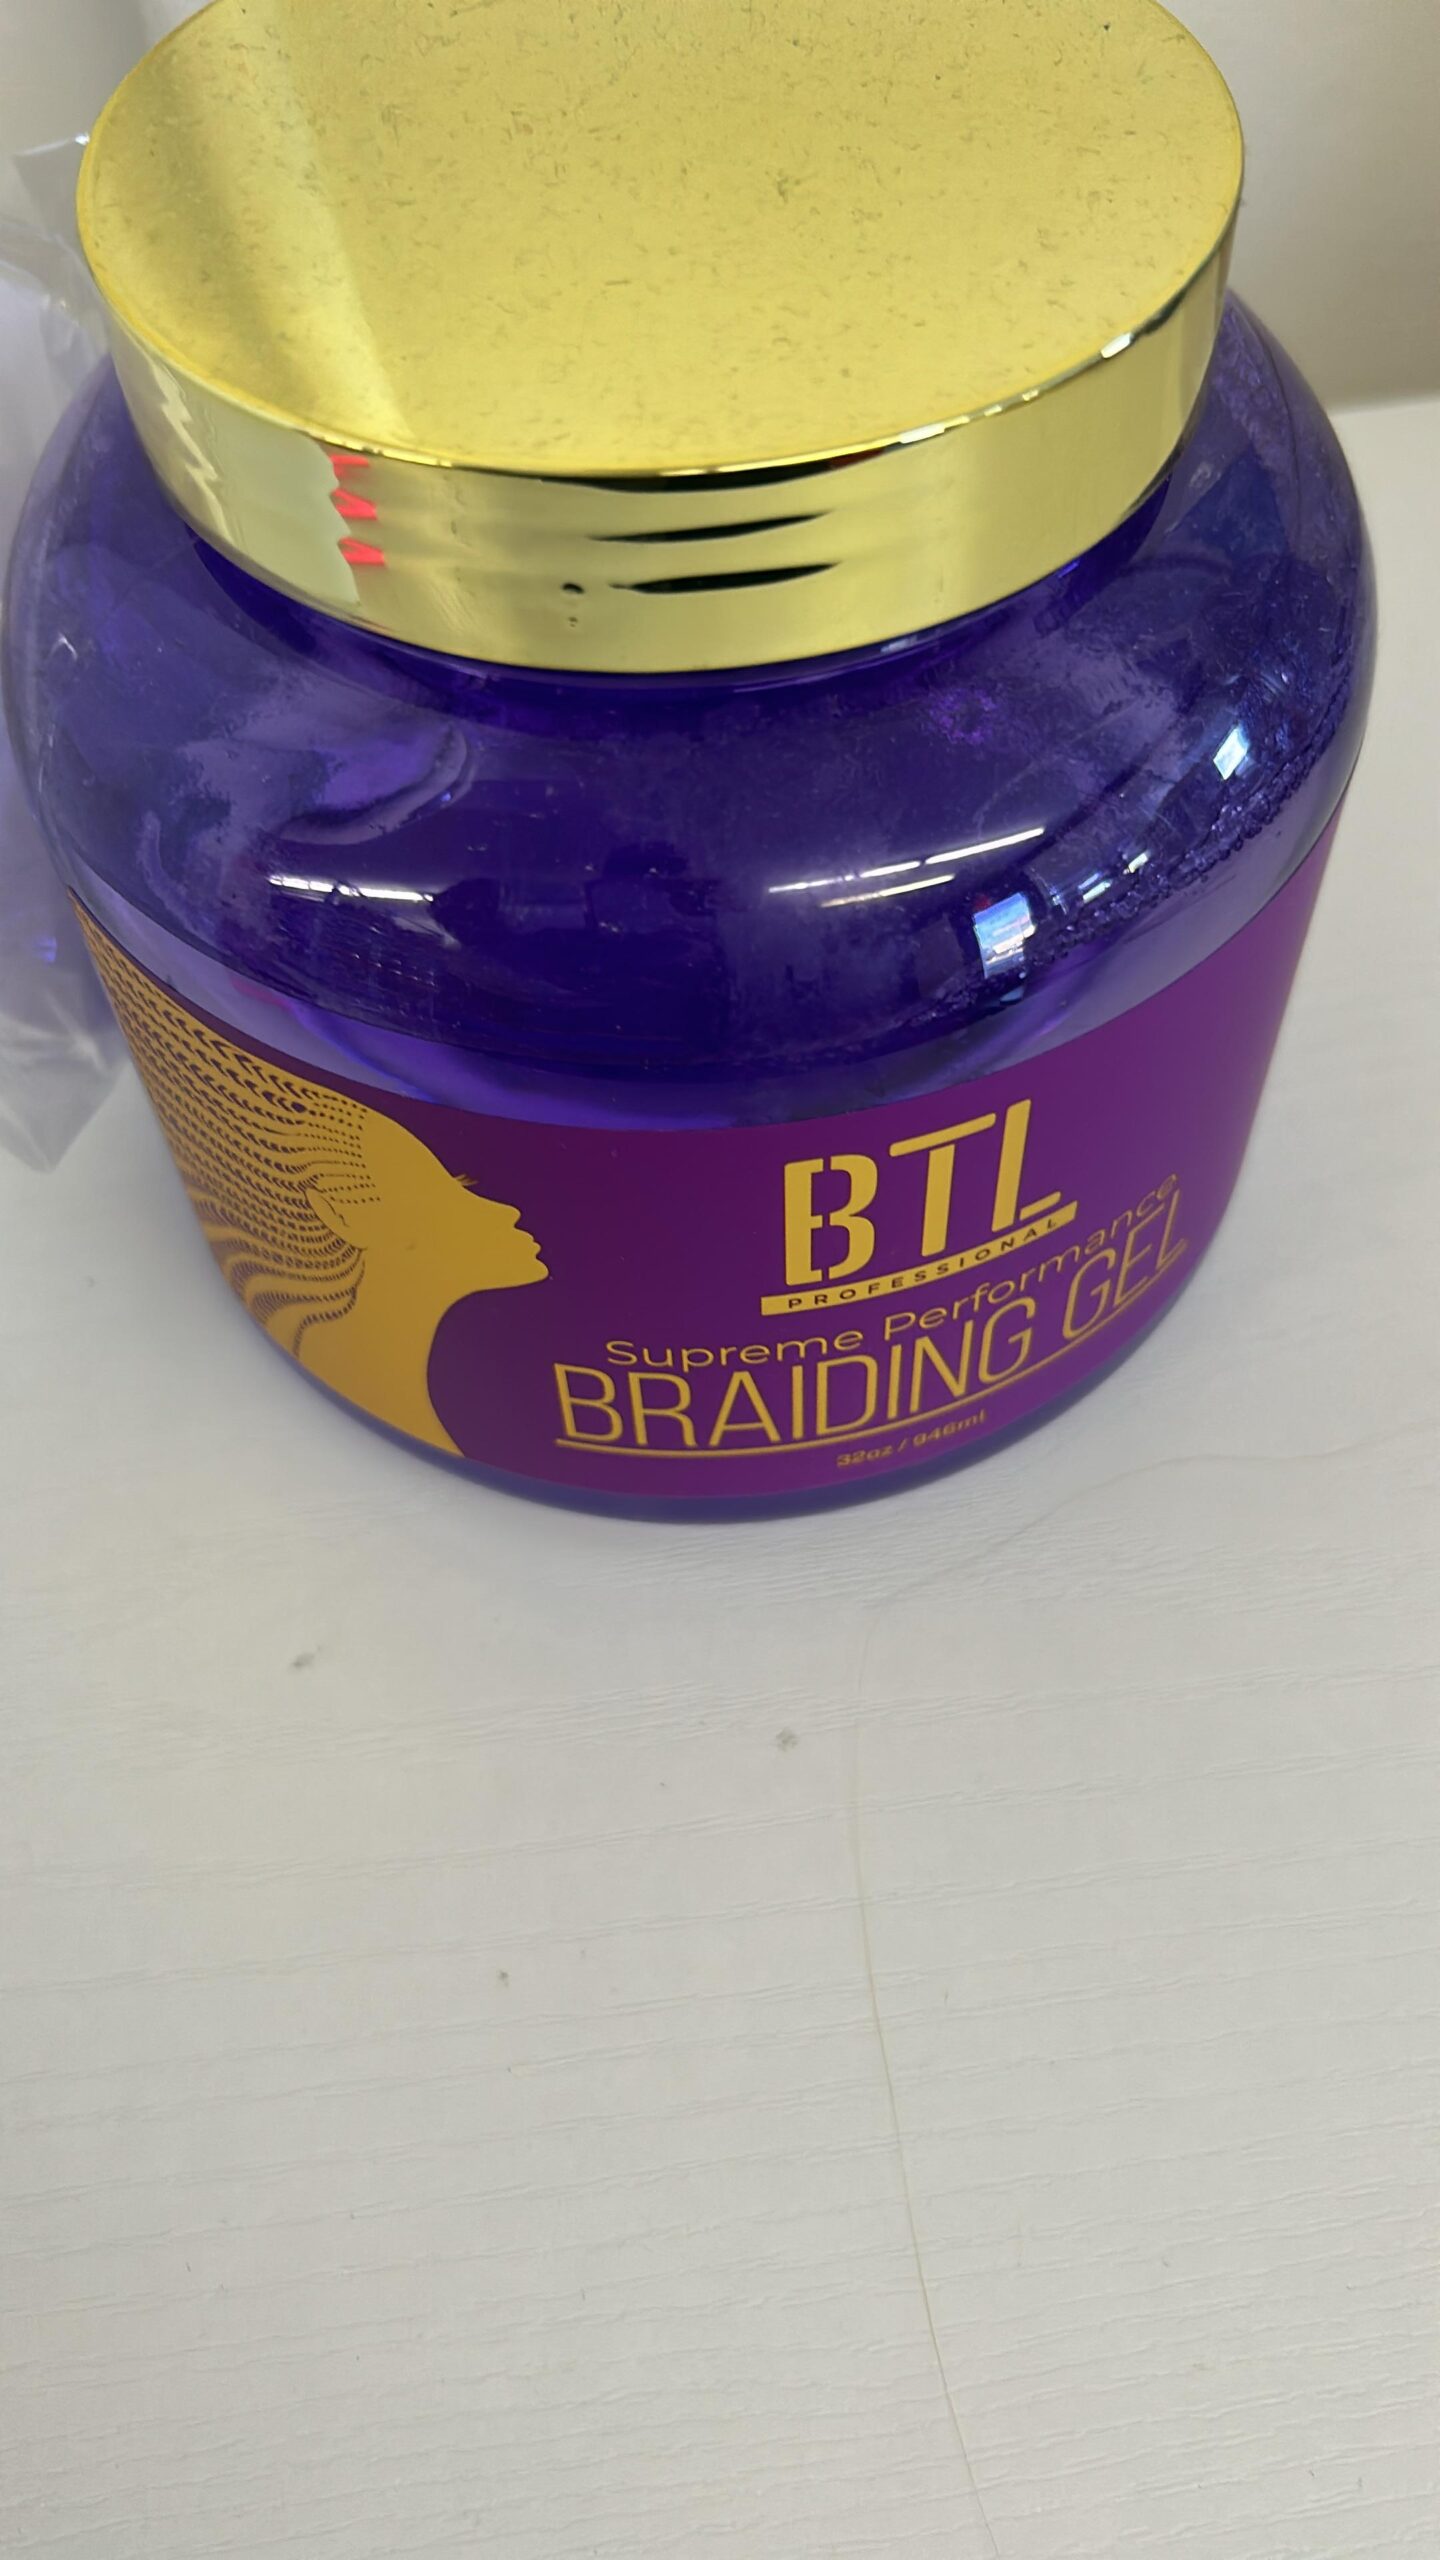 BTL
PROFESSIONAL
Supreme Performance
BRAIDING GEL
32oz / 946ml